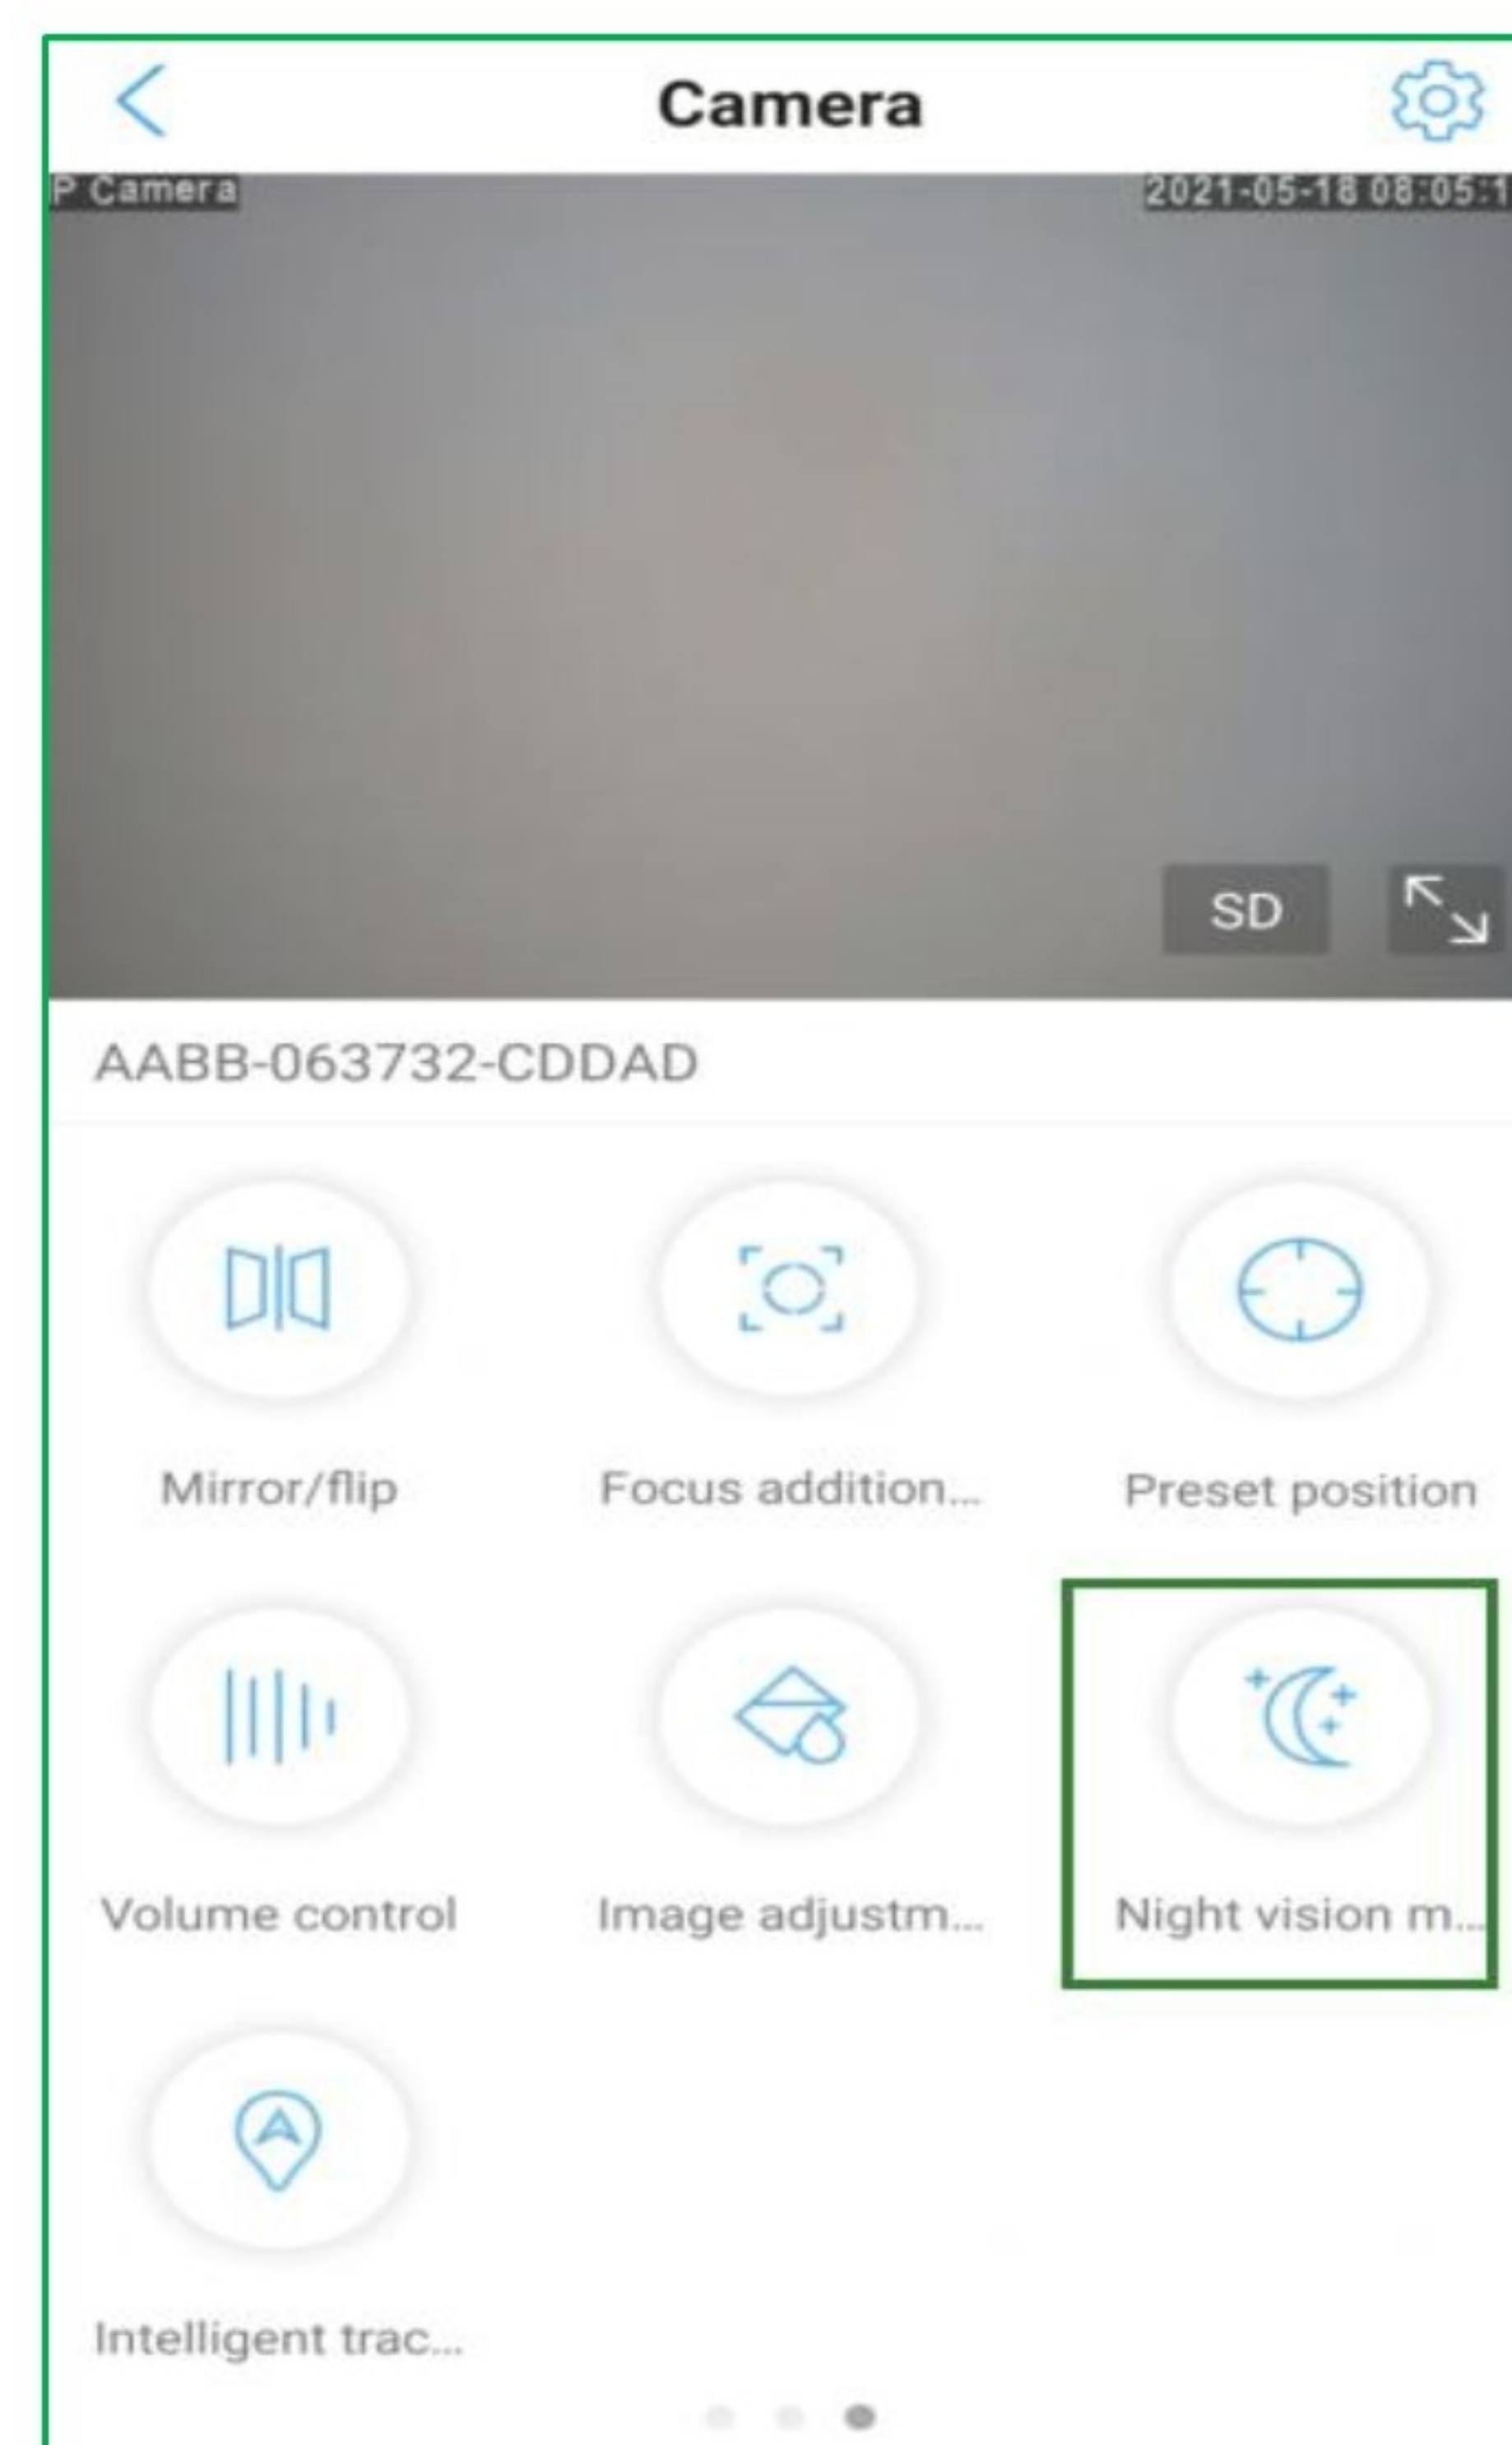 Camera
P Camera
2021-05-18 08:05:1
SD
AABB-063732-CDDAD
Mirror/flip
Focus addition...
Preset position
Volume control
Image adjustm...
Night vision m...
Intelligent trac...